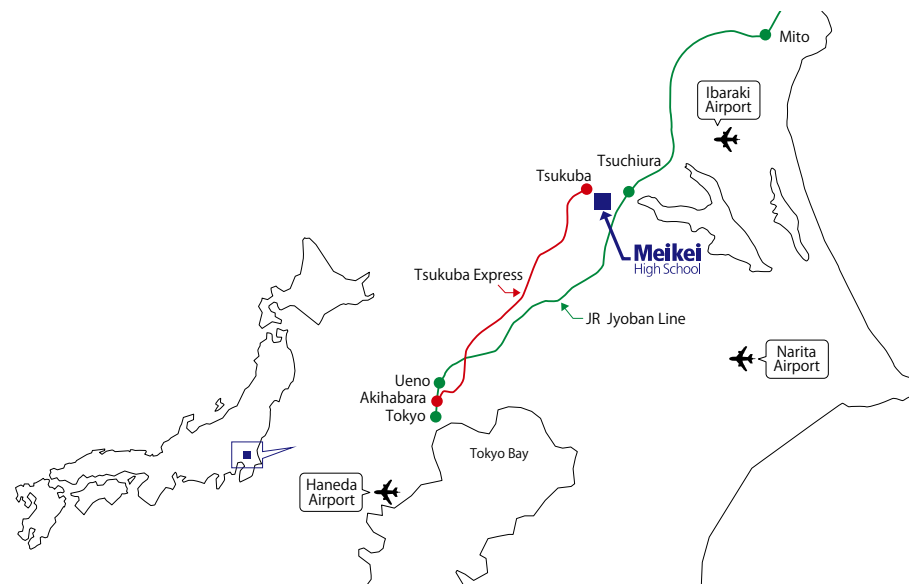 Mito
Ibaraki
Airport
Tsuchiura
Tsukuba
Meikei
High School
Tsukuba Express
JR Jyoban Line
Narita
Airport
Ueno
Akihabara
Tokyo
Tokyo Bay
Haneda
Airport